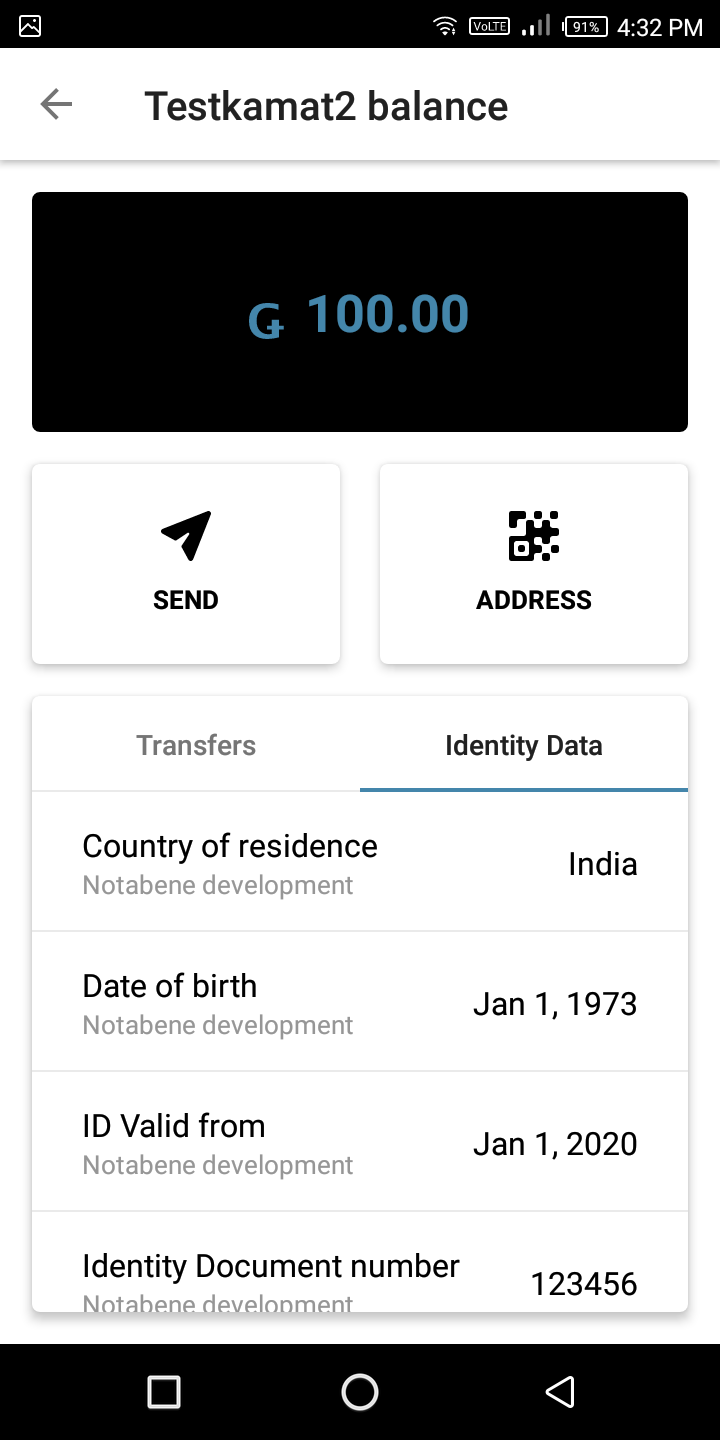 VoLTE 91% 4:32 PM
Testkamat2 balance
Ǥ 100.00
SEND
ADDRESS
Transfers
Identity Data
Country of residence
Notabene development
India
Date of birth
Notabene development
Jan 1, 1973
ID Valid from
Notabene development
Jan 1, 2020
Identity Document number
Notabene development
123456